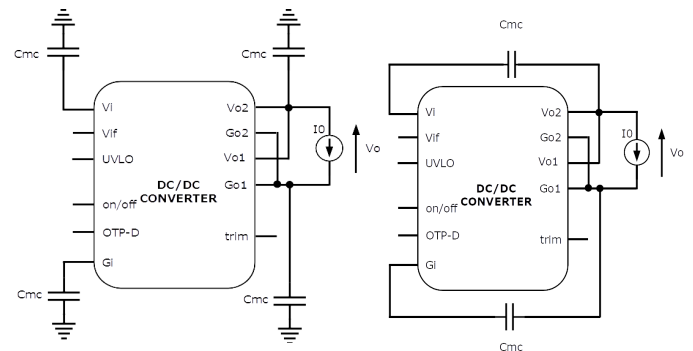 Cmc
Cmc
Vi
Vif
UVLO
on/off
OTP-D
Gi
DC/DC
CONVERTER
Vo2
Go2
Vo1
Go1
trim
I0
Vo
Cmc
Cmc
Cmc
Vi
Vif
UVLO
on/off
OTP-D
Gi
DC/DC
CONVERTER
Vo2
Go2
Vo1
Go1
trim
I0
Vo
Cmc